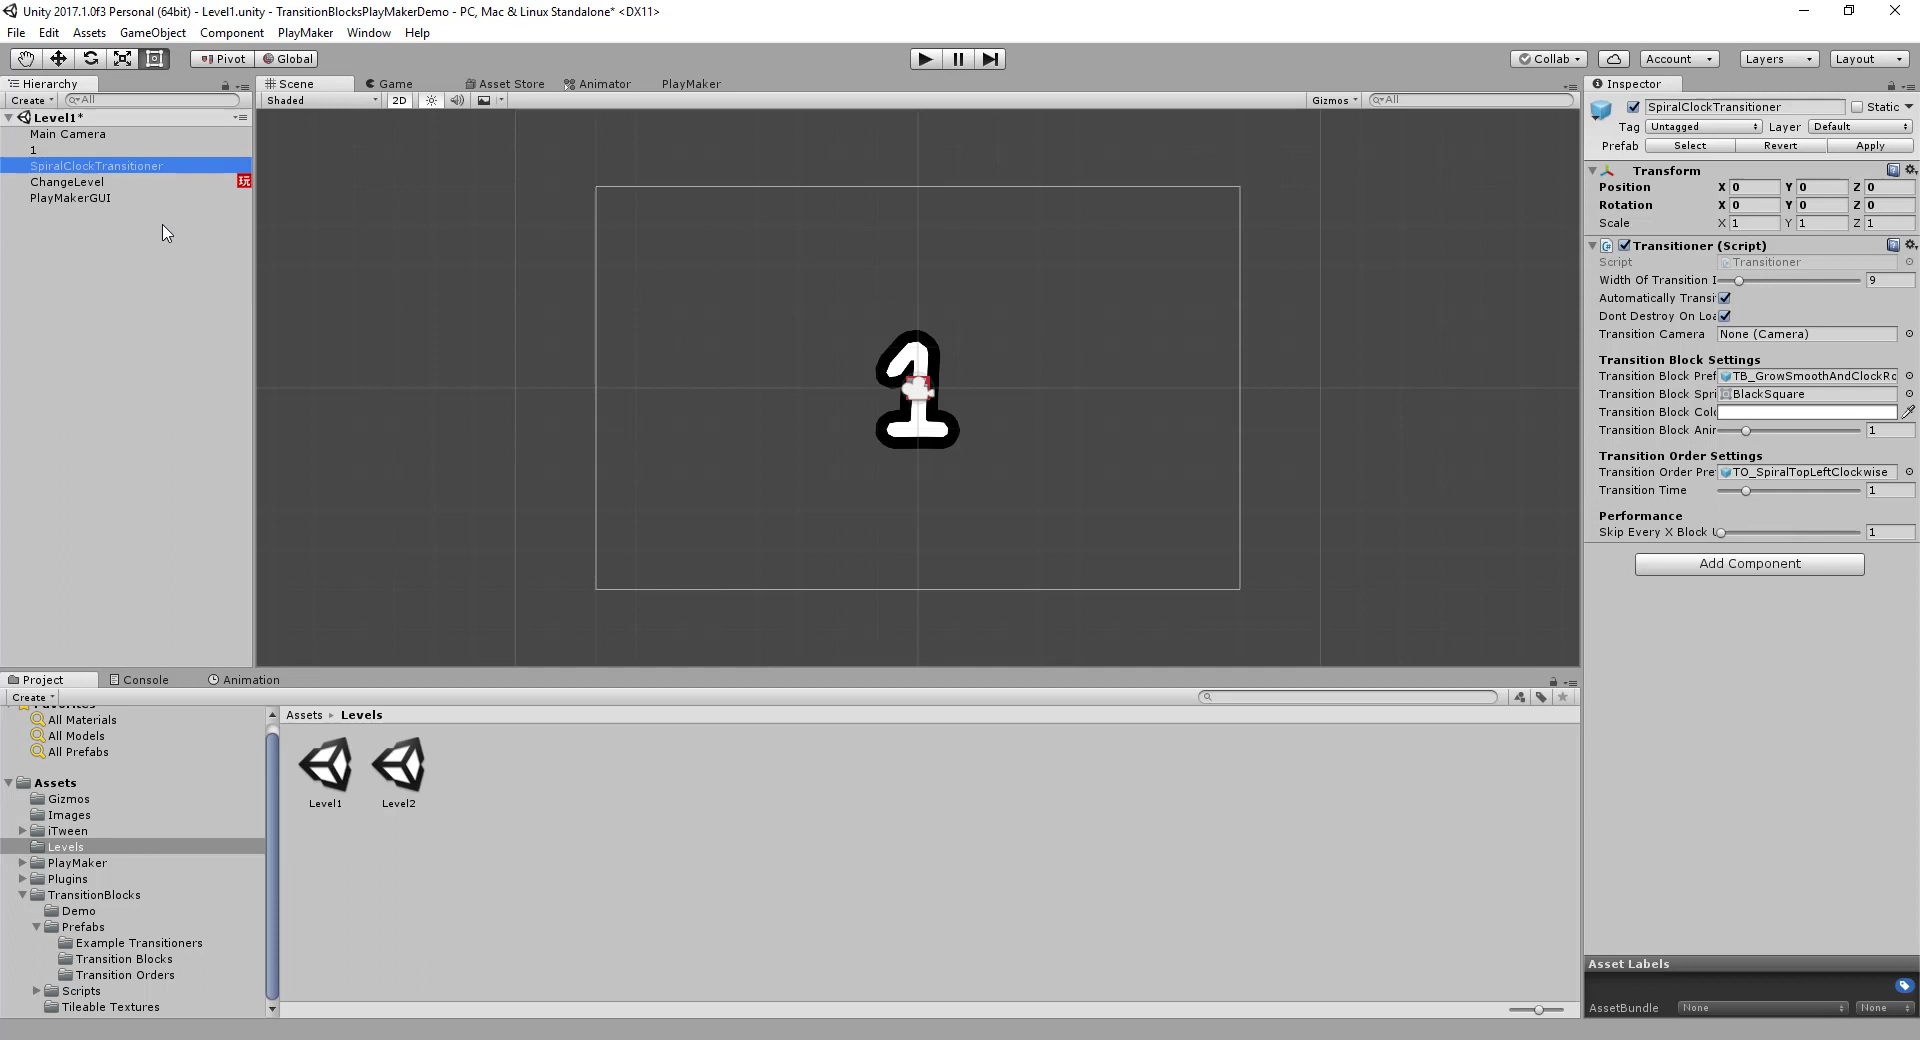 Unity 2017.1.0f3 Personal (64bit) - Level1.unity - TransitionBlocksPlayMakerDemo - PC, Mac & Linux Standalone* <DX11>
File Edit Assets GameObject Component PlayMaker Window Help
Pivot Global Collab Account Layers Layout
Hierarchy Scene Game Asset Store Animator PlayMaker Inspector
Create All Shaded 2D Gizmos All
SpiralClockTransitioner Static
Tag Untagged Layer Default
Prefab Select Revert Apply
Level1*
Main Camera
1
SpiralClockTransitioner
ChangeLevel 玩
PlayMakerGUI
1
Transform
Position X 0 Y 0 Z 0
Rotation X 0 Y 0 Z 0
Scale X 1 Y 1 Z 1
Transitioner (Script)
Script Transitioner
Width Of Transition I 9
Automatically Transi
Dont Destroy On Loa
Transition Camera None (Camera)
Transition Block Settings
Transition Block Pref TB_GrowSmoothAndClockRo
Transition Block Spri BlackSquare
Transition Block Colo
Transition Block Anir 1
Transition Order Settings
Transition Order Pre TO_SpiralTopLeftClockwise
Transition Time 1
Performance
Skip Every X Block U 1
Add Component
Project Console Animation
Create
Favorites
All Materials
All Models
All Prefabs
Assets
Gizmos
Images
iTween
Levels
PlayMaker
Plugins
TransitionBlocks
Demo
Prefabs
Example Transitioners
Transition Blocks
Transition Orders
Scripts
Tileable Textures
Assets ▸ Levels
Level1 Level2
Asset Labels
AssetBundle None None